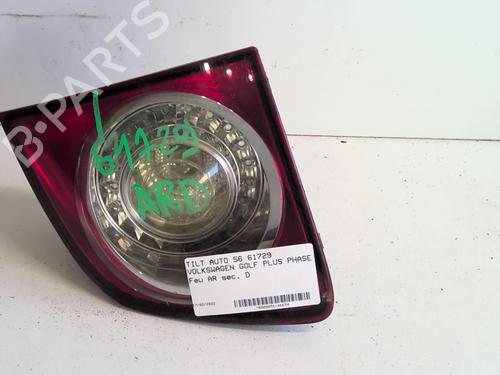 B-PARTS
61729
ARD
TILT AUTO 56 61729
VOLKSWAGEN GOLF PLUS PHASE
Feu AR sec. D